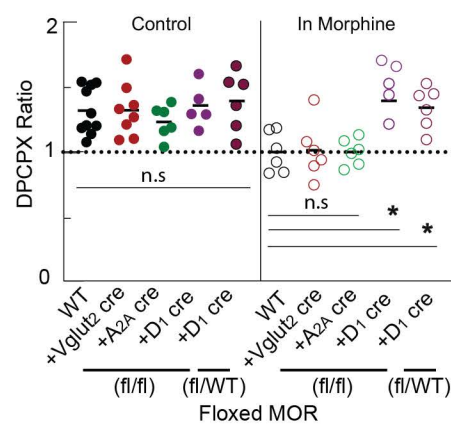 Control
In Morphine
2
1
0
DPCPX Ratio
n.s
n.s
*
*
WT
+Vglut2 cre
+A2A cre
+D1 cre
+D1 cre
WT
+Vglut2 cre
+A2A cre
+D1 cre
+D1 cre
(fl/fl)
(fl/WT)
(fl/fl)
(fl/WT)
Floxed MOR